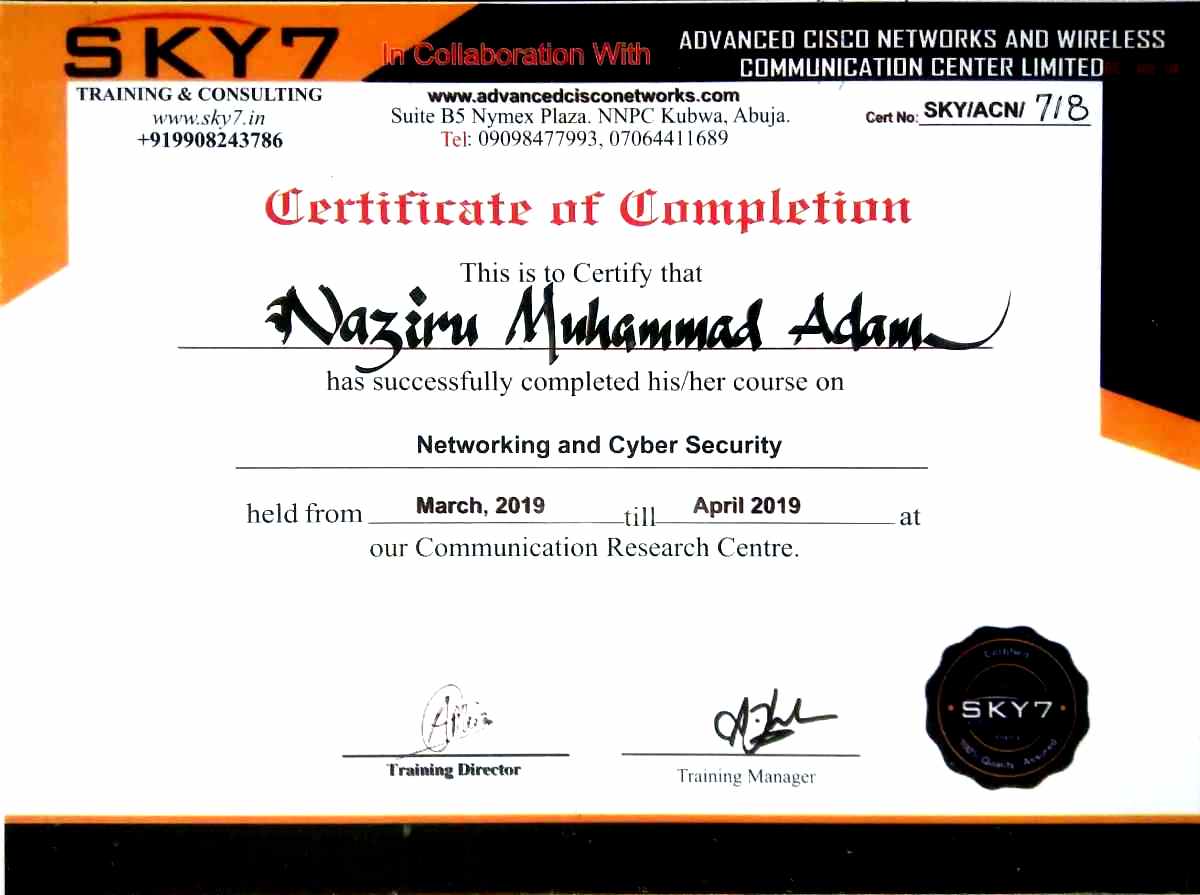 SKY7
In Collaboration With
ADVANCED CISCO NETWORKS AND WIRELESS
COMMUNICATION CENTER LIMITED
TRAINING & CONSULTING
www.sky7.in
+919908243786
www.advancedcisconetworks.com
Suite B5 Nymex Plaza. NNPC Kubwa, Abuja.
Tel: 09098477993, 07064411689
Cert No: SKY/ACN/ 718
Certificate of Completion
This is to Certify that
Naziru Muhammad Adam
has successfully completed his/her course on
Networking and Cyber Security
held from March, 2019 till April 2019 at
our Communication Research Centre.
Training Director
Training Manager
Certified
SKY7
100% Quality Assured